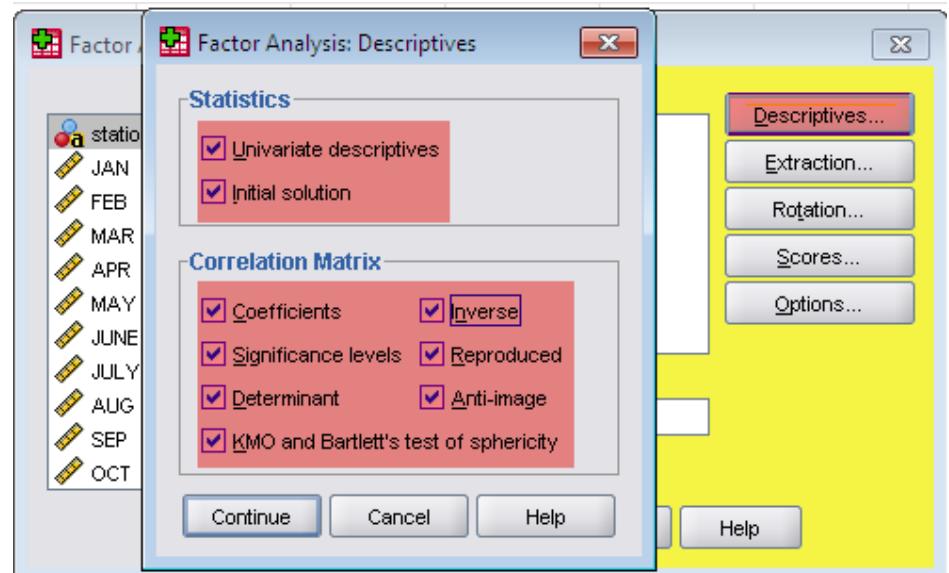 Factor
Factor Analysis: Descriptives
Statistics
Univariate descriptives
Initial solution
Correlation Matrix
Coefficients
Inverse
Significance levels
Reproduced
Determinant
Anti-image
KMO and Bartlett's test of sphericity
Continue
Cancel
Help
statio
JAN
FEB
MAR
APR
MAY
JUNE
JULY
AUG
SEP
OCT
Descriptives...
Extraction...
Rotation...
Scores...
Options...
Help